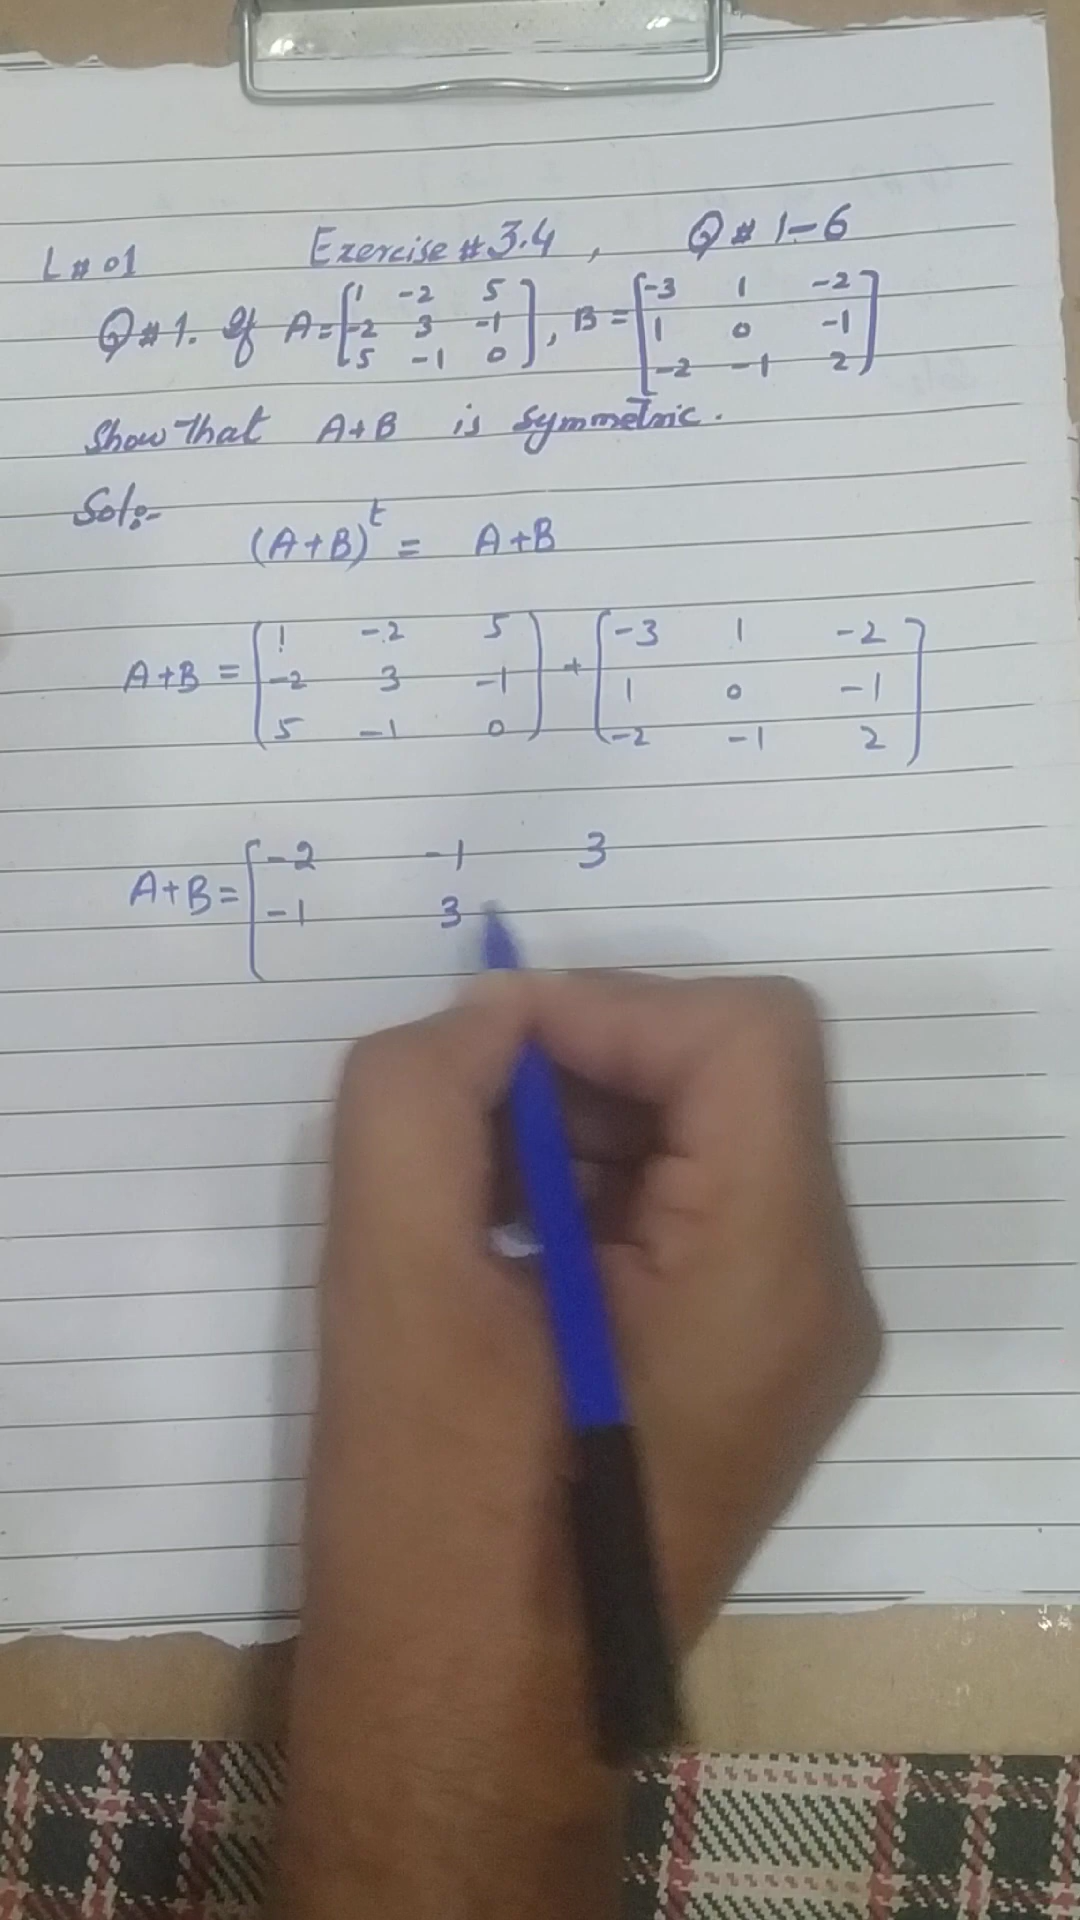 L # 01 Exercise # 3.4 , Q # 1-6
Q # 1. If A = [1 -2 5
-2 3 -1
5 -1 0] , B = [-3 1 -2
1 0 -1
-2 -1 2]
Show That A+B is symmetric.
Sol:-
(A+B)^t = A+B
A+B = [1 -2 5
-2 3 -1
5 -1 0] + [-3 1 -2
1 0 -1
-2 -1 2]
A+B = [-2 -1 3
-1 3